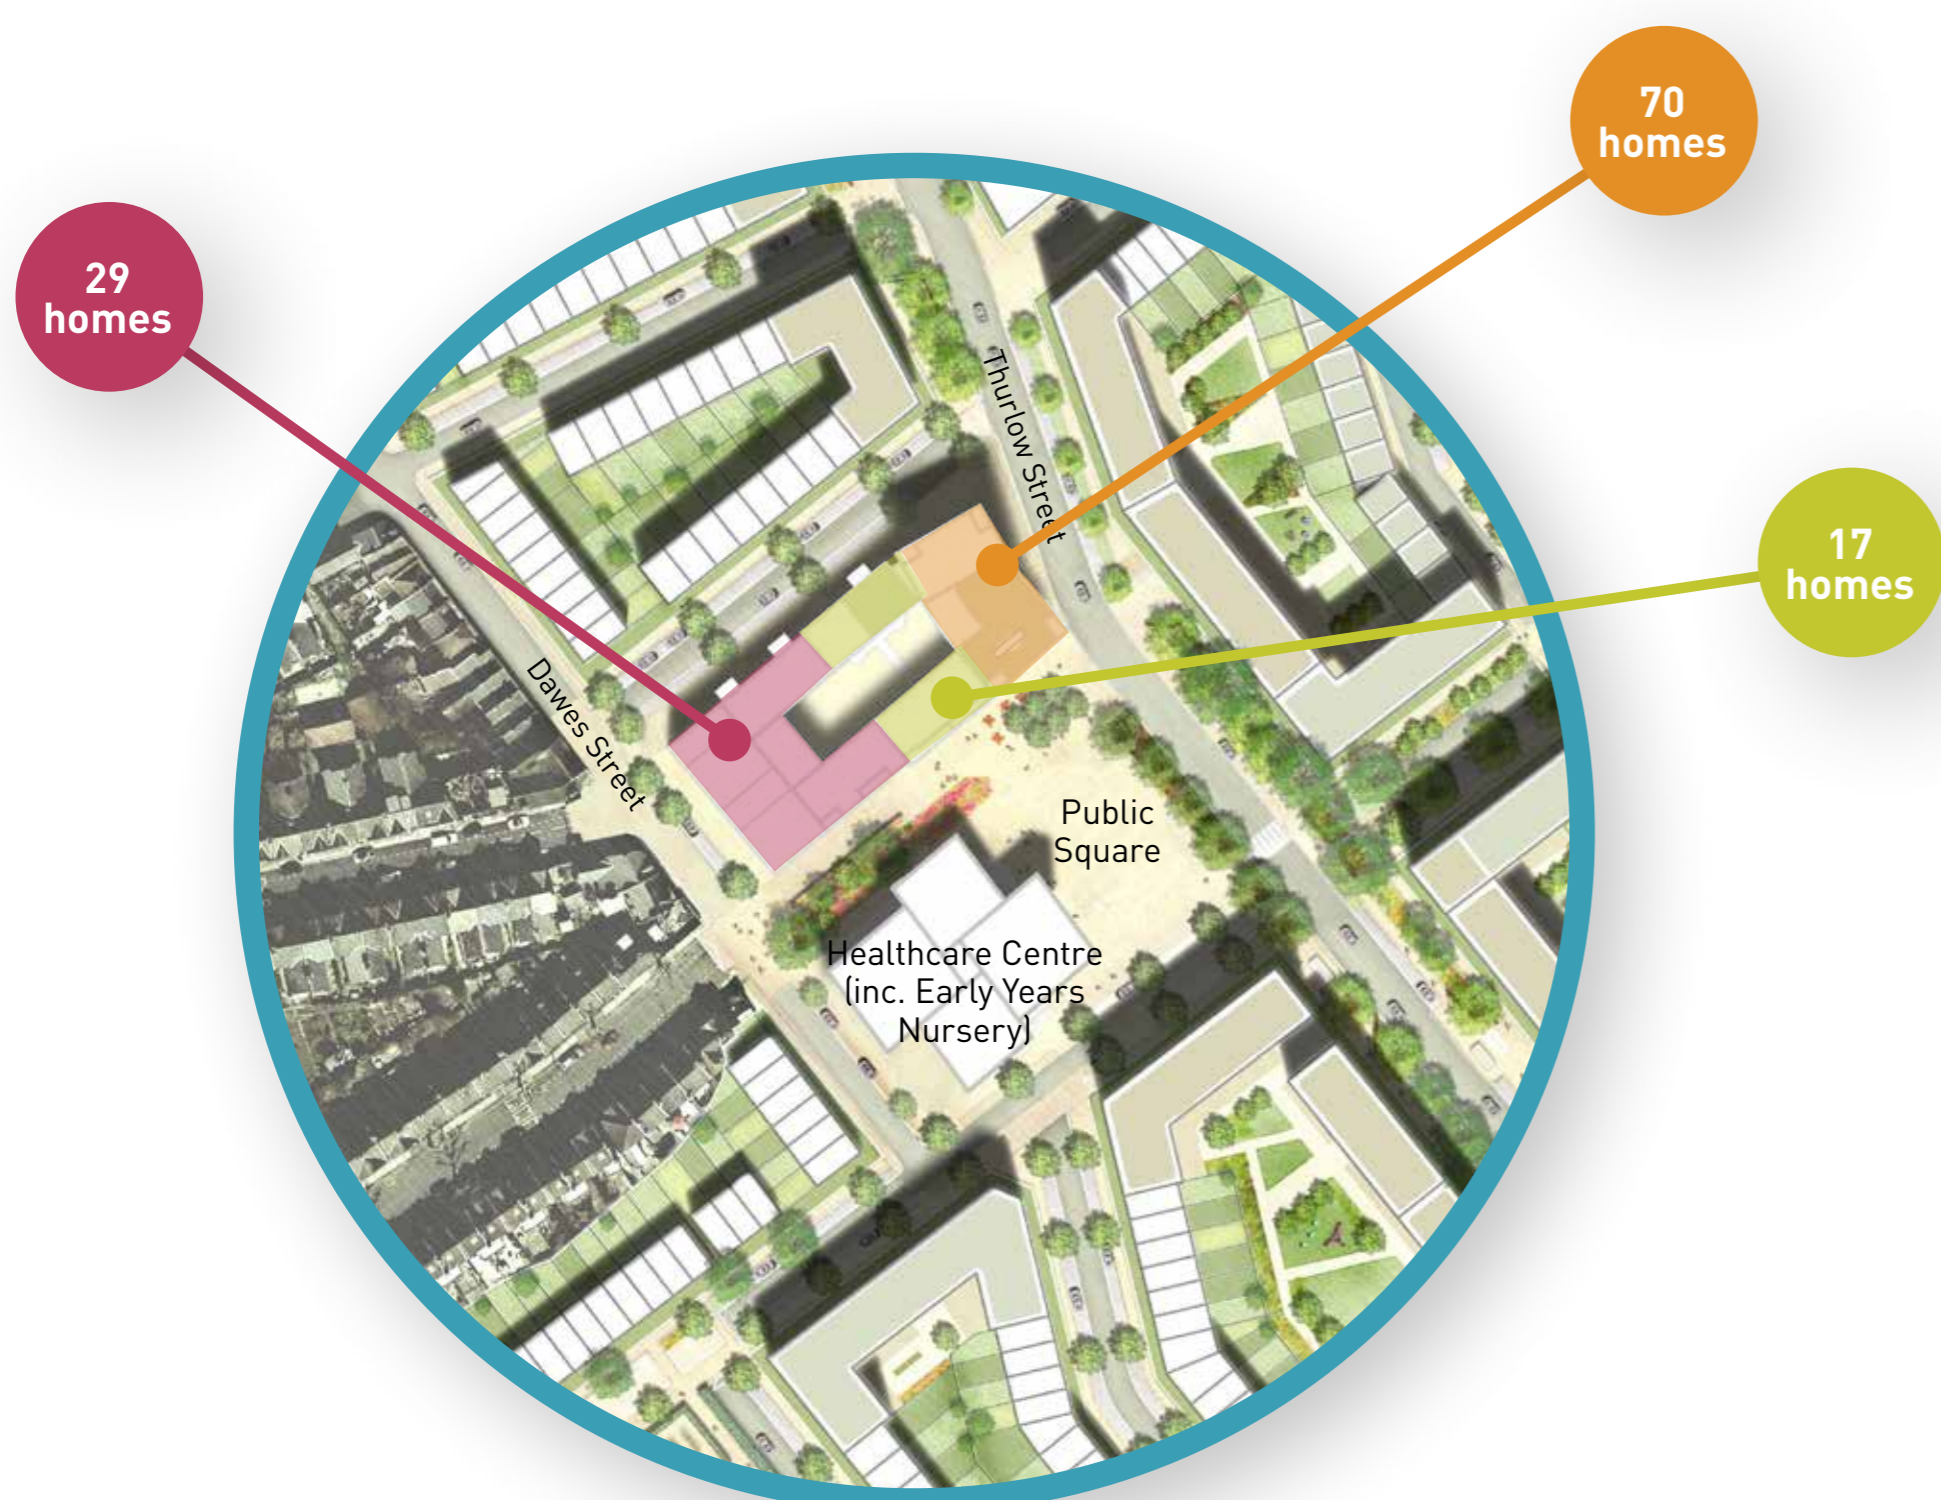 70
homes
29
homes
Thurlow Street
17
homes
Dawes Street
Public
Square
Healthcare Centre
(inc. Early Years
Nursery)